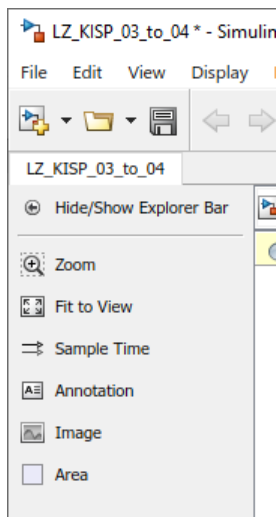 LZ_KISP_03_to_04 * - Simulin
File Edit View Display
LZ_KISP_03_to_04
Hide/Show Explorer Bar
Zoom
Fit to View
Sample Time
Annotation
Image
Area